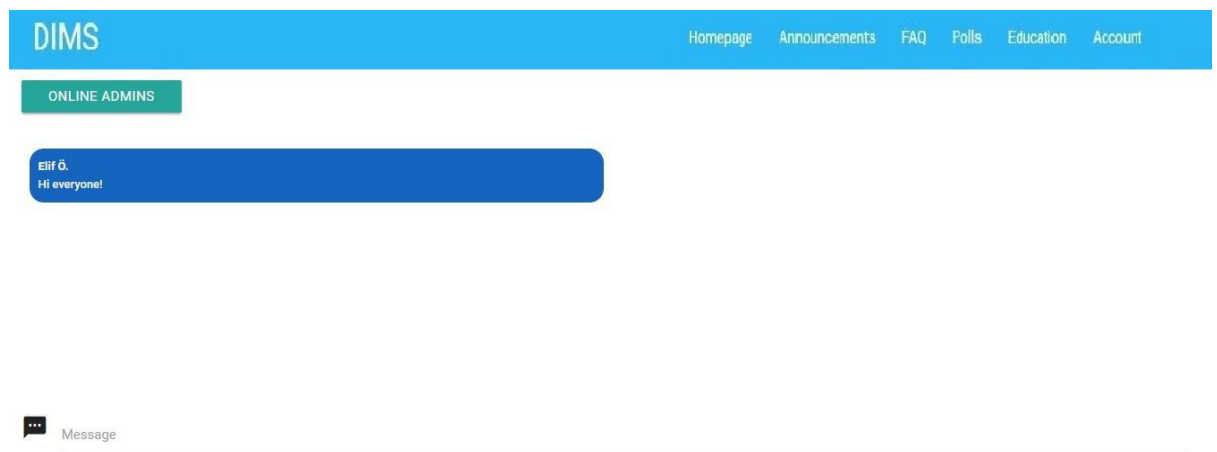 DIMS
Homepage Announcements FAQ Polls Education Account
ONLINE ADMINS
Elif Ö.
Hi everyone!
Message